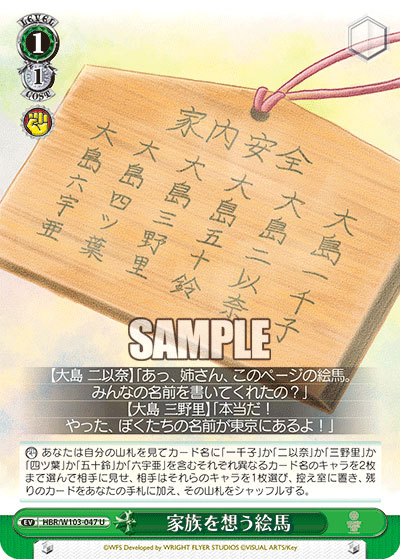 LEVEL
1
1
COST
家内安全
大島一千子
大島二以奈
大島五十鈴
大島三野里
大島四ツ葉
大島六宇亜
SAMPLE
【大島 二以奈】「あっ、姉さん、このページの絵馬。
みんなの名前を書いてくれたの？」
【大島 三野里】「本当だ！
やった、ぼくたちの名前が東京にあるよ！」
あなたは自分の山札を見てカード名に「一千子」か「二以奈」か「三野里」か
「四ツ葉」か「五十鈴」か「六宇亜」を含むそれぞれ異なるカード名のキャラを2枚
まで選んで相手に見せ、相手はそれらのキャラを1枚選び、控え室に置き、残
りのカードをあなたの手札に加え、その山札をシャッフルする。
EV
HBR/W103-047 U
家族を想う絵馬
©WFS Developed by WRIGHT FLYER STUDIOS ©VISUAL ARTS/Key